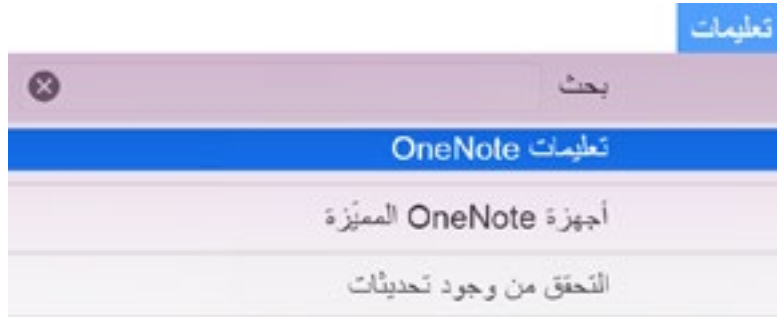 تعليمات
بحث
تعليمات OneNote
أجهزة OneNote المميّزة
التحقق من وجود تحديثات